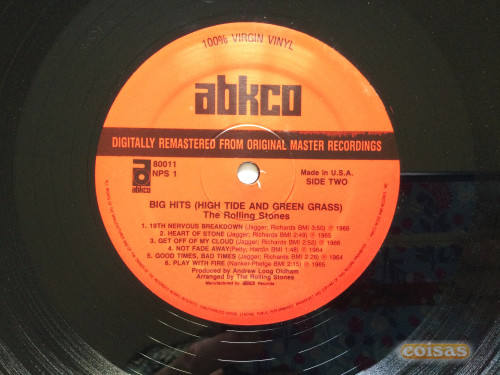 100% VIRGIN VINYL
abkco
DIGITALLY REMASTERED FROM ORIGINAL MASTER RECORDINGS
a 80011 Made in U.S.A.
abkco NPS 1 SIDE TWO
BIG HITS (HIGH TIDE AND GREEN GRASS)
The Rolling Stones
1. 19TH NERVOUS BREAKDOWN (Jagger; Richards BMI 3:50) ℗ 1966
2. HEART OF STONE (Jagger; Richards BMI 2:49) ℗ 1965
3. GET OFF OF MY CLOUD (Jagger; Richards BMI 2:52) ℗ 1966
4. NOT FADE AWAY (Petty; Hardin BMI 1:48) ℗ 1964
5. GOOD TIMES, BAD TIMES (Jagger; Richards BMI 2:28) ℗ 1964
6. PLAY WITH FIRE (Nanker-Phelge BMI 2:15) ℗ 1965
Produced by Andrew Loog Oldham
Arranged by The Rolling Stones
Manufactured by abkco Records
coisas